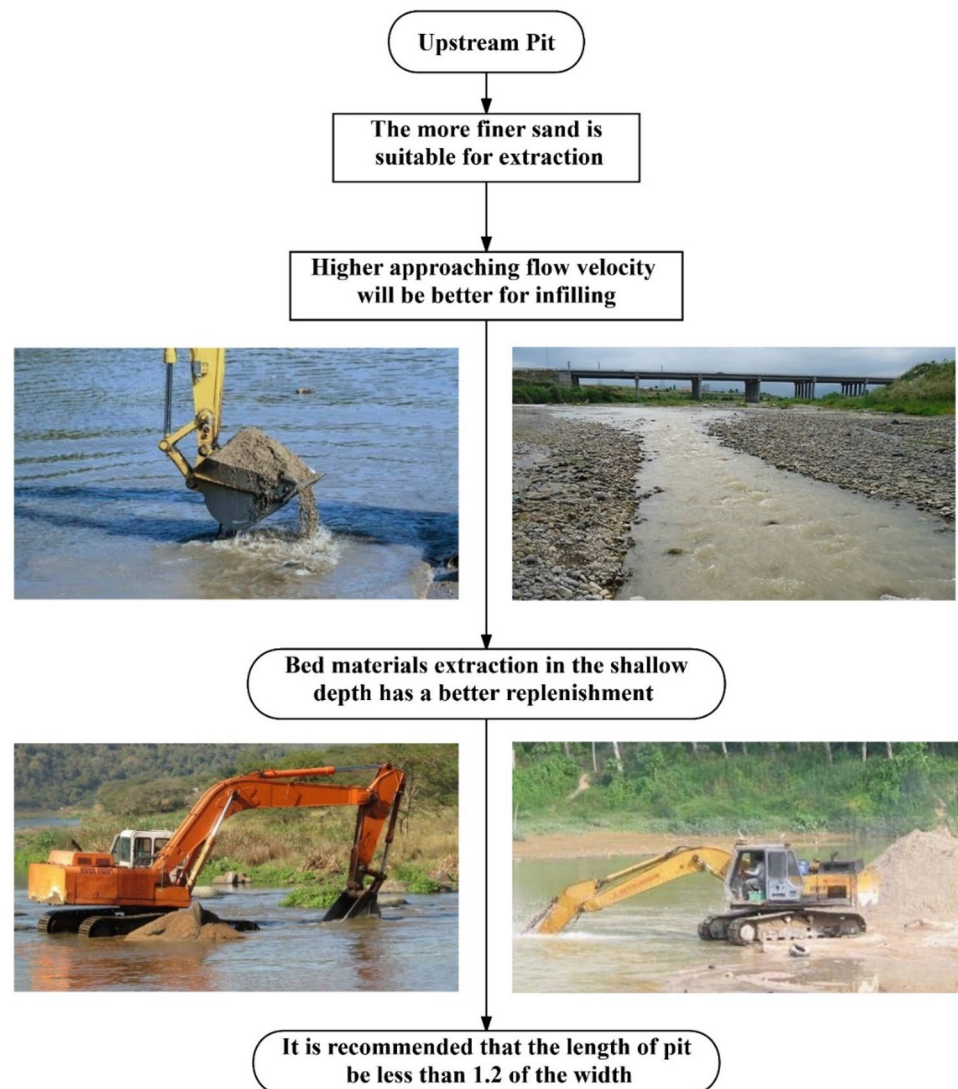 Upstream Pit
The more finer sand is
suitable for extraction
Higher approaching flow velocity
will be better for infilling
Bed materials extraction in the shallow
depth has a better replenishment
It is recommended that the length of pit
be less than 1.2 of the width